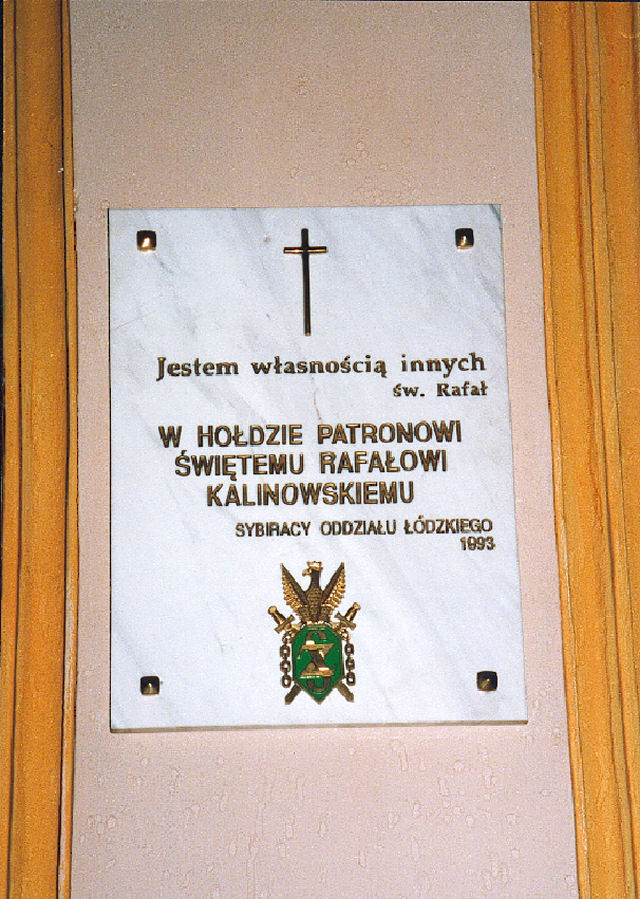 Jestem własnością innych
św. Rafał
W HOŁDZIE PATRONOWI
ŚWIĘTEMU RAFAŁOWI
KALINOWSKIEMU
SYBIRACY ODDZIAŁU ŁÓDZKIEGO
1993